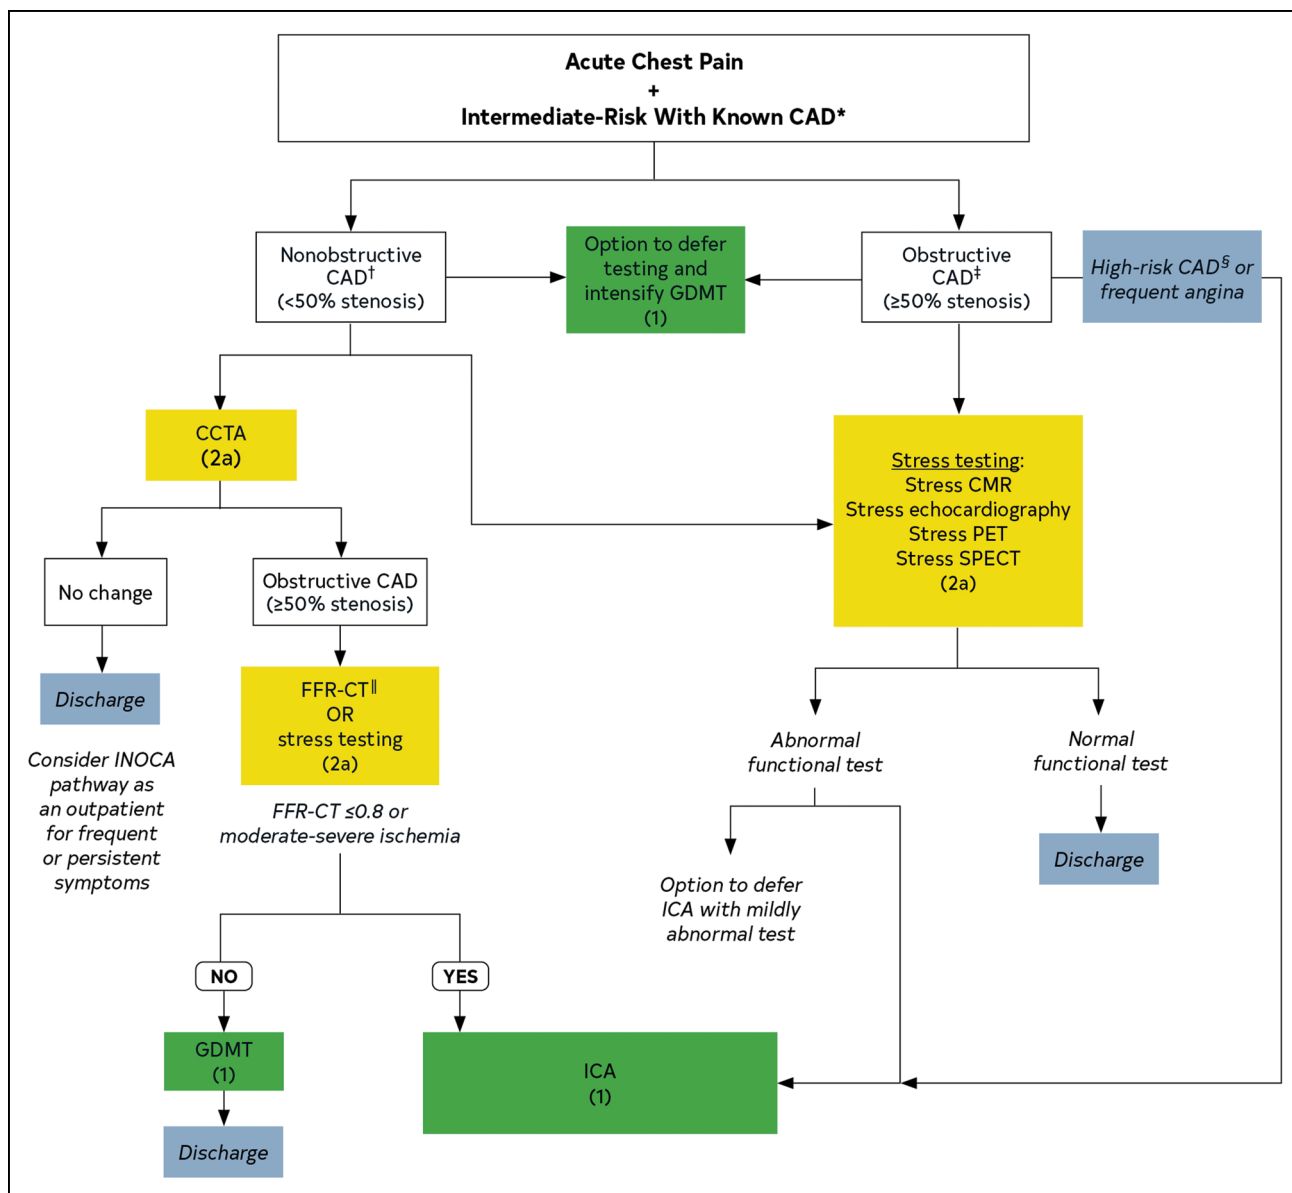 Acute Chest Pain
+
Intermediate-Risk With Known CAD*
Nonobstructive
CAD†
(<50% stenosis)
Option to defer
testing and
intensify GDMT
(1)
Obstructive
CAD‡
(≥50% stenosis)
High-risk CAD§ or
frequent angina
CCTA
(2a)
Stress testing:
Stress CMR
Stress echocardiography
Stress PET
Stress SPECT
(2a)
No change
Obstructive CAD
(≥50% stenosis)
Discharge
Consider INOCA
pathway as
an outpatient
for frequent
or persistent
symptoms
FFR-CT‖
OR
stress testing
(2a)
FFR-CT ≤0.8 or
moderate-severe ischemia
Abnormal
functional test
Normal
functional test
Option to defer
ICA with mildly
abnormal test
Discharge
NO
YES
GDMT
(1)
ICA
(1)
Discharge